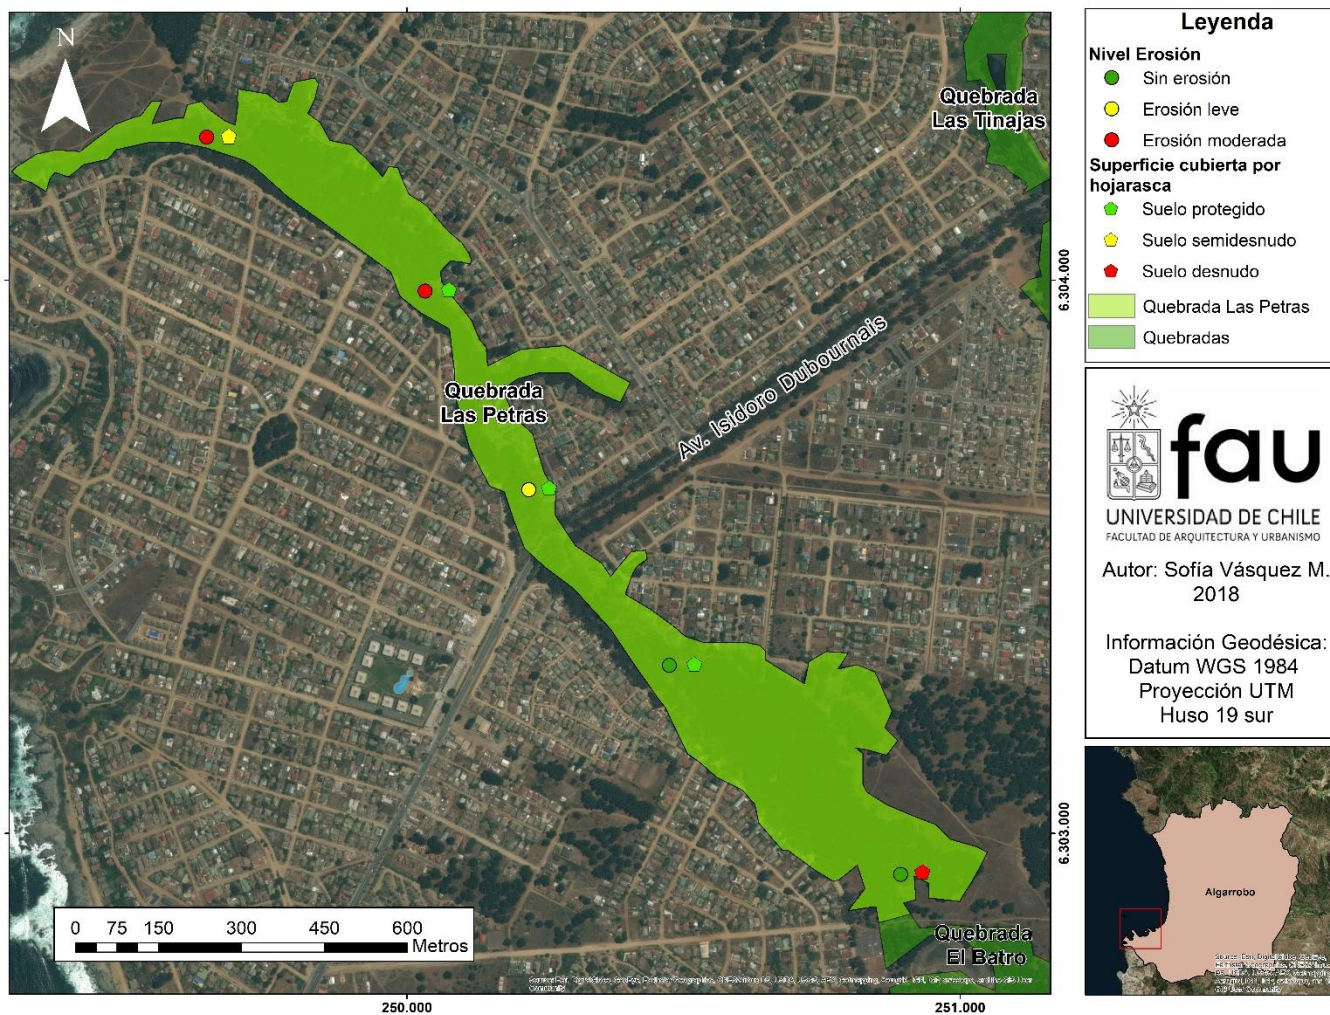 N
Quebrada
Las Tinajas
Av. Isidoro Dubournais
Quebrada
Las Petras
Quebrada
El Batro
0 75 150 300 450 600
Metros
250.000
251.000
6.304.000
6.303.000
Leyenda
Nivel Erosión
Sin erosión
Erosión leve
Erosión moderada
Superficie cubierta por
hojarasca
Suelo protegido
Suelo semidesnudo
Suelo desnudo
Quebrada Las Petras
Quebradas
fau
UNIVERSIDAD DE CHILE
FACULTAD DE ARQUITECTURA Y URBANISMO
Autor: Sofía Vásquez M.
2018
Información Geodésica:
Datum WGS 1984
Proyección UTM
Huso 19 sur
Algarrobo